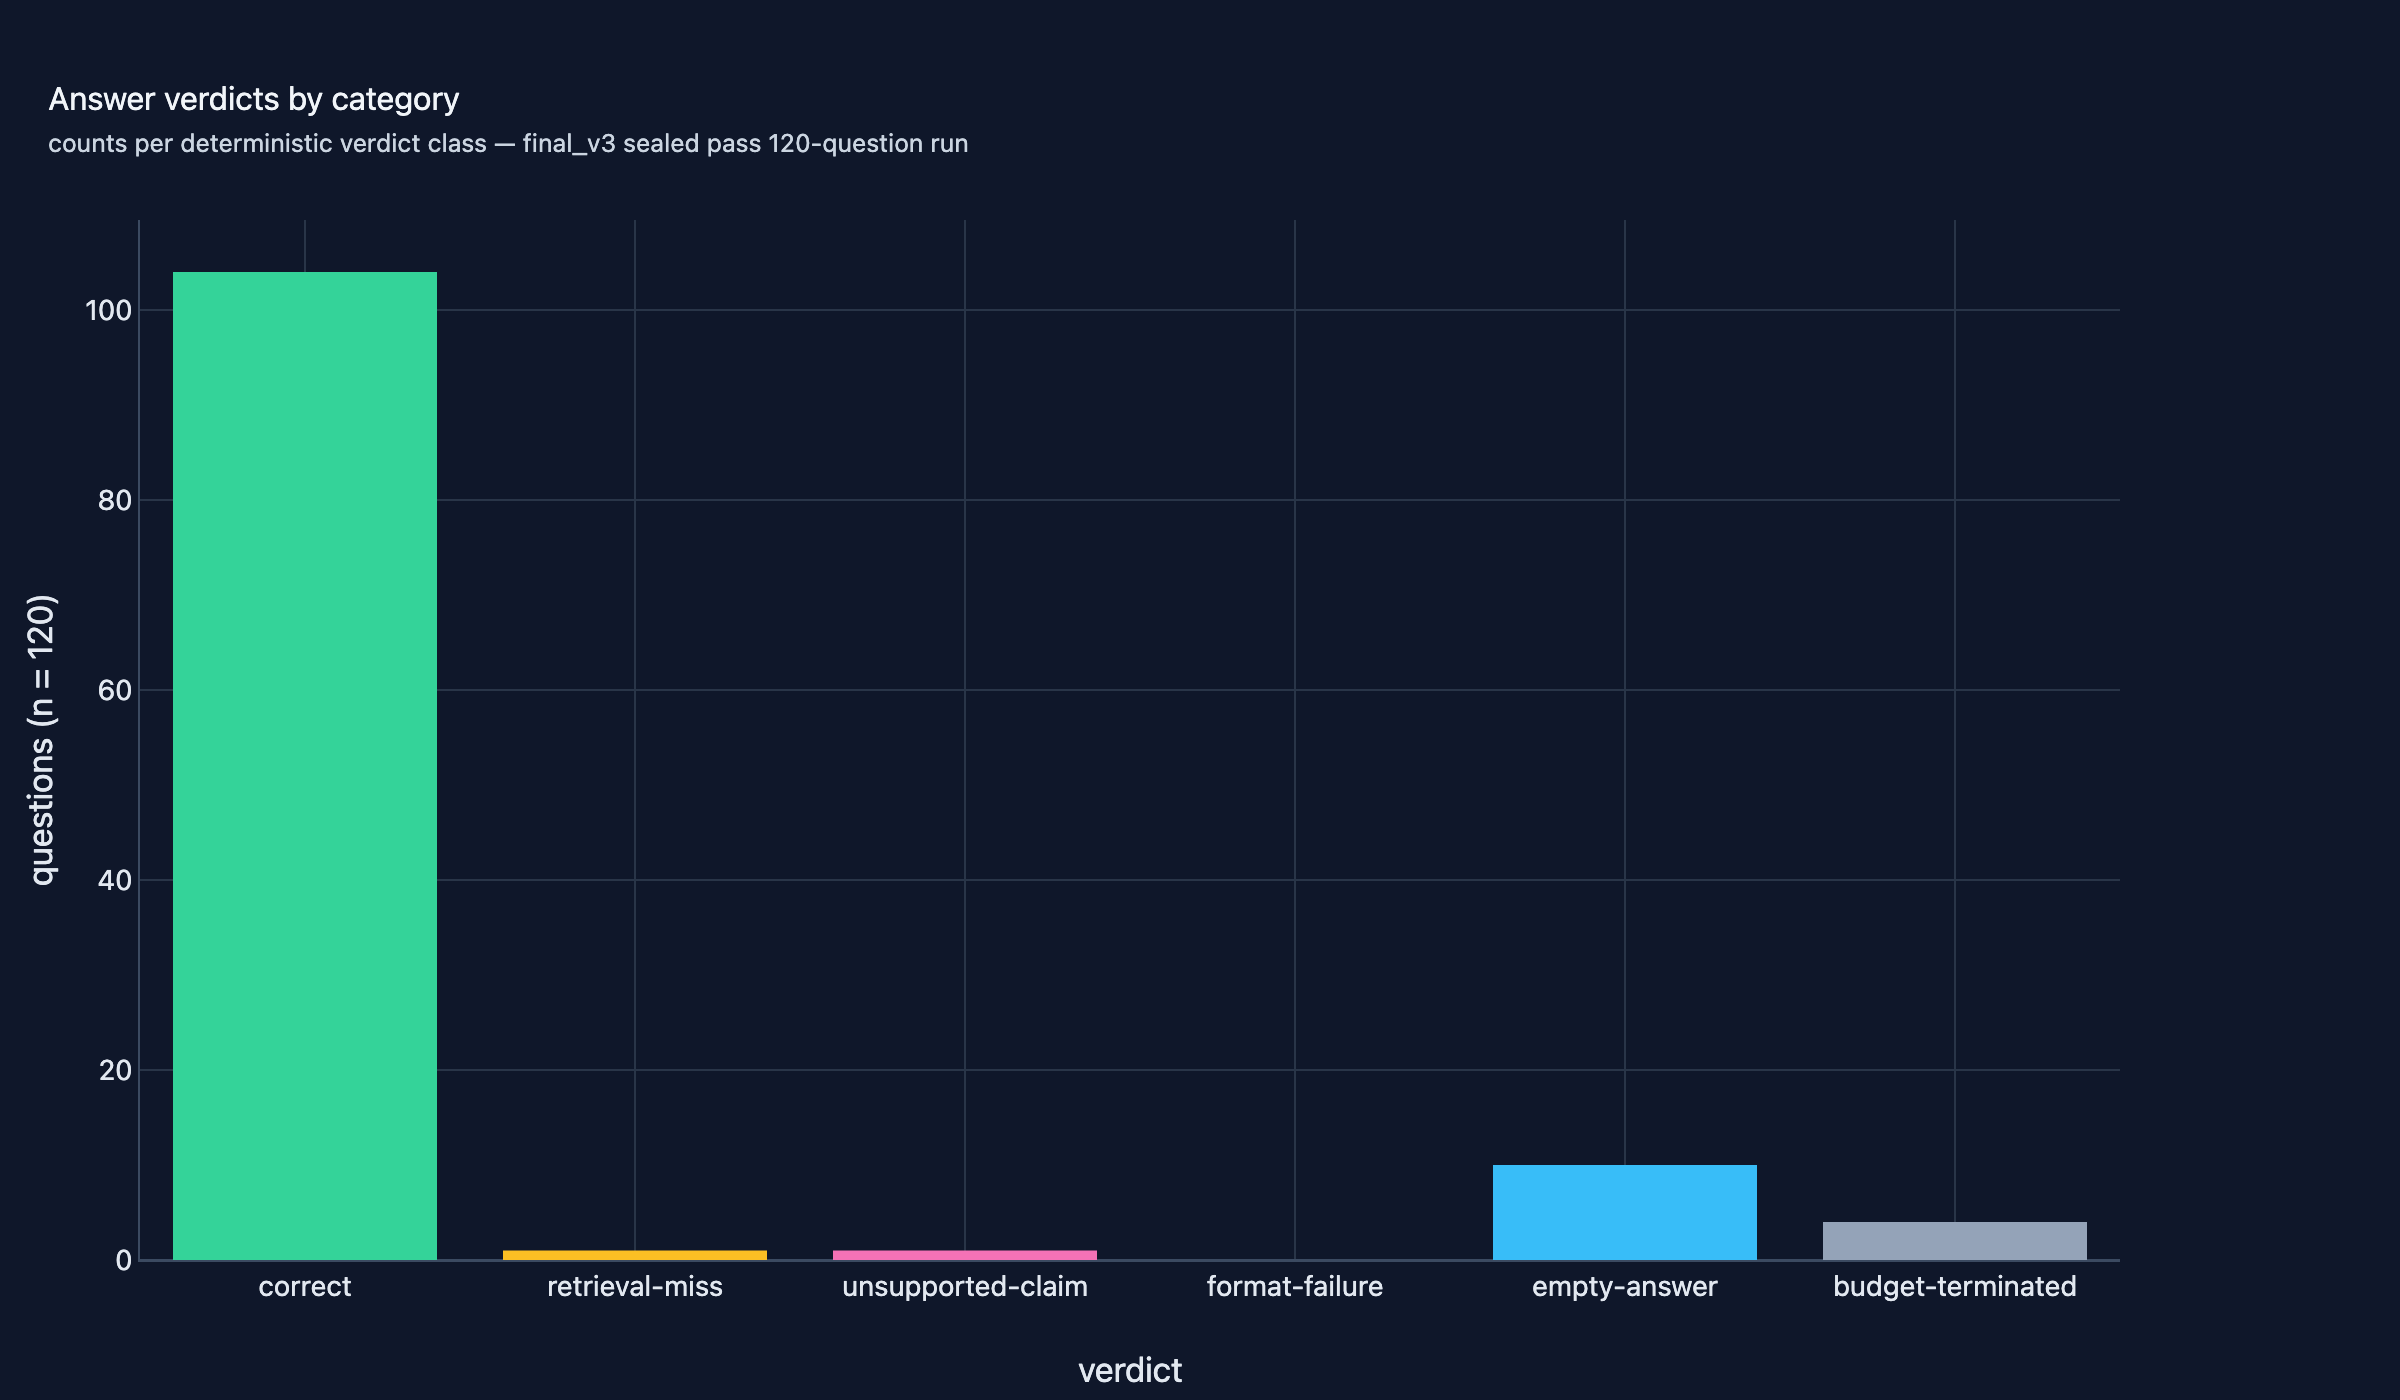 Answer verdicts by category
counts per deterministic verdict class — final_v3 sealed pass 120-question run
questions (n = 120)
100
80
60
40
20
0
correct
retrieval-miss
unsupported-claim
format-failure
empty-answer
budget-terminated
verdict